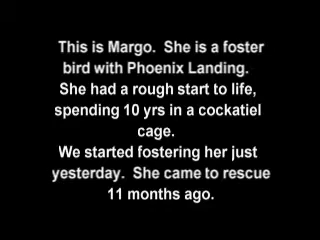 This is Margo.  She is a foster
bird with Phoenix Landing.
She had a rough start to life,
spending 10 yrs in a cockatiel
cage.
We started fostering her just
yesterday.  She came to rescue
11 months ago.